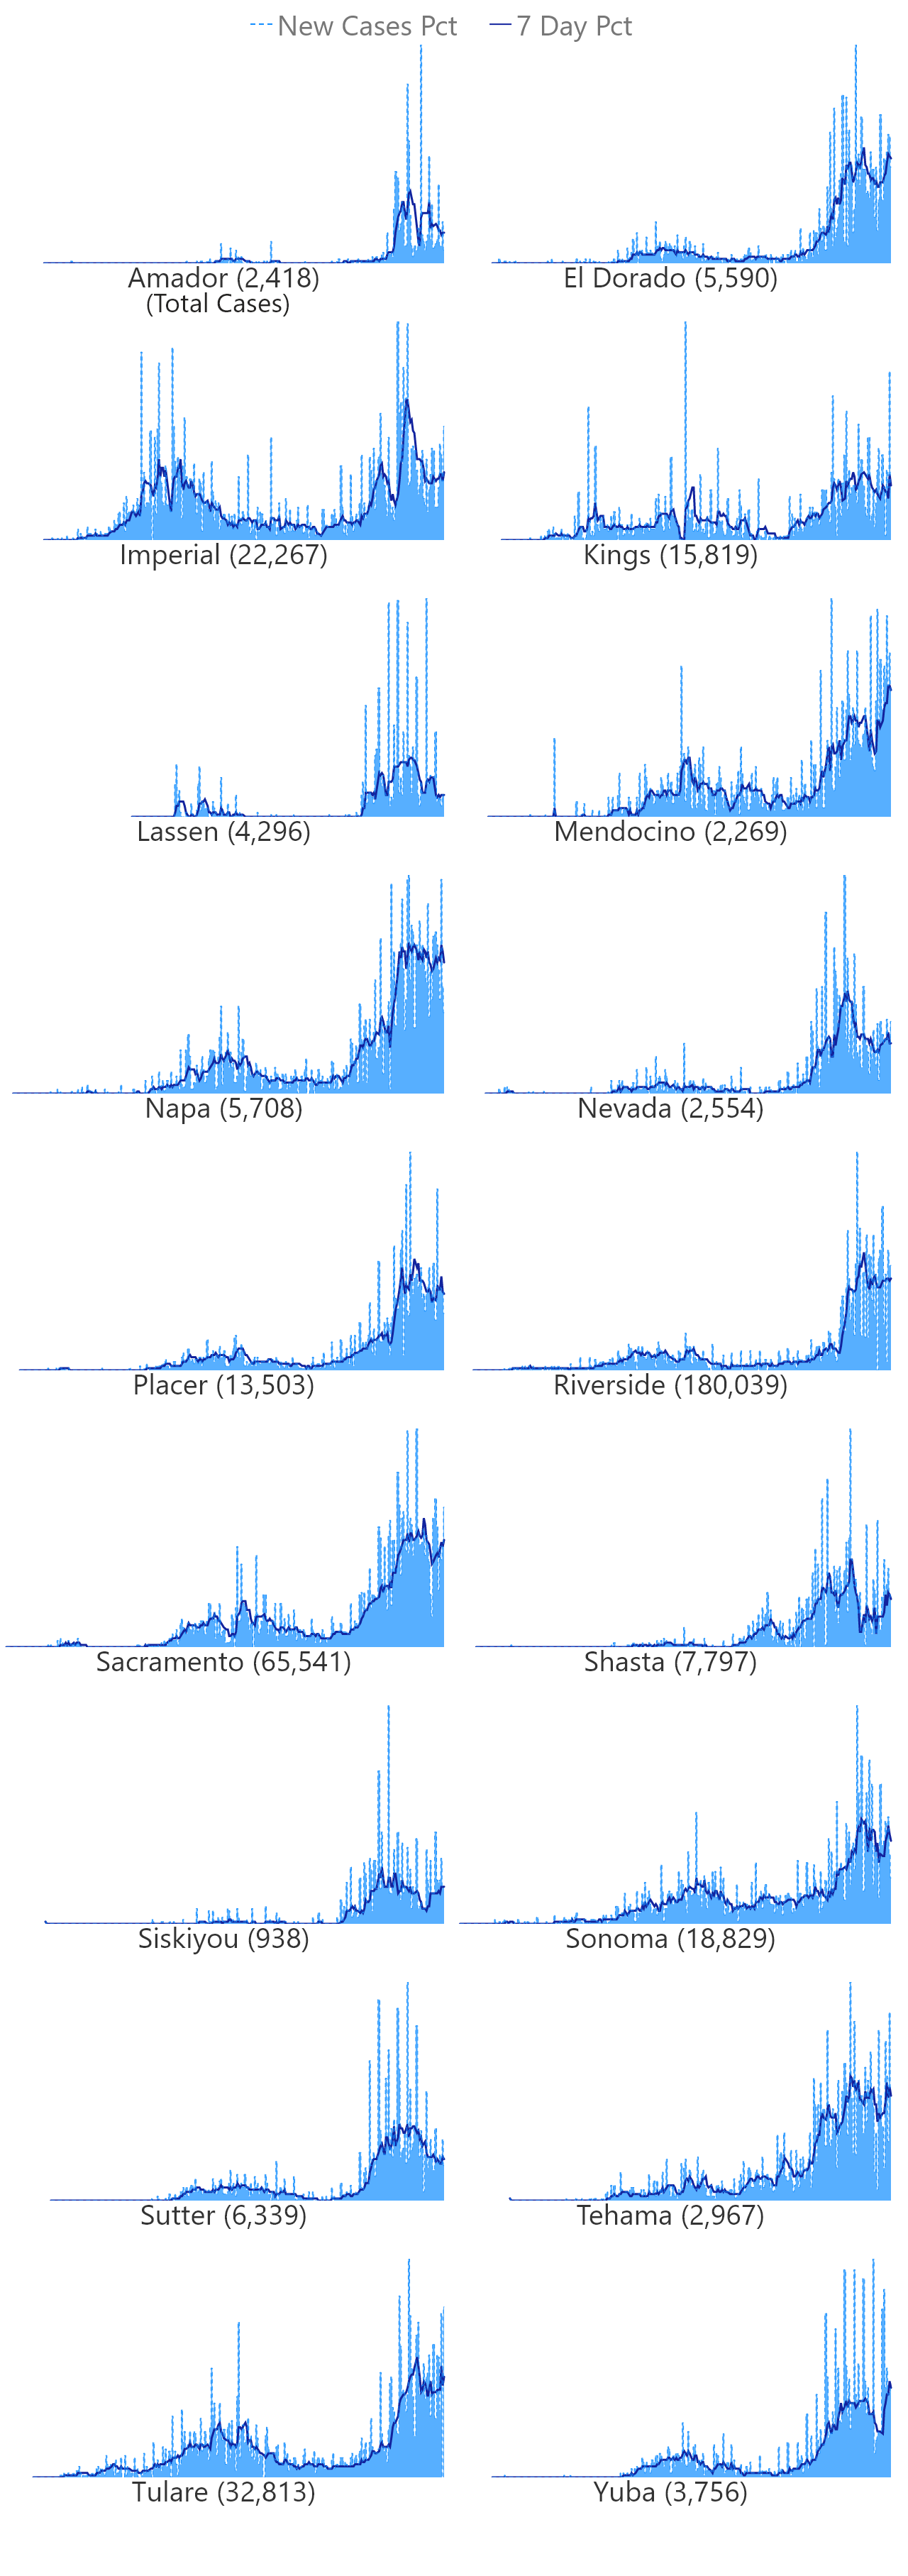 New Cases Pct 7 Day Pct
Amador (2,418) El Dorado (5,590)
(Total Cases)
Imperial (22,267) Kings (15,819)
Lassen (4,296) Mendocino (2,269)
Napa (5,708) Nevada (2,554)
Placer (13,503) Riverside (180,039)
Sacramento (65,541) Shasta (7,797)
Siskiyou (938) Sonoma (18,829)
Sutter (6,339) Tehama (2,967)
Tulare (32,813) Yuba (3,756)